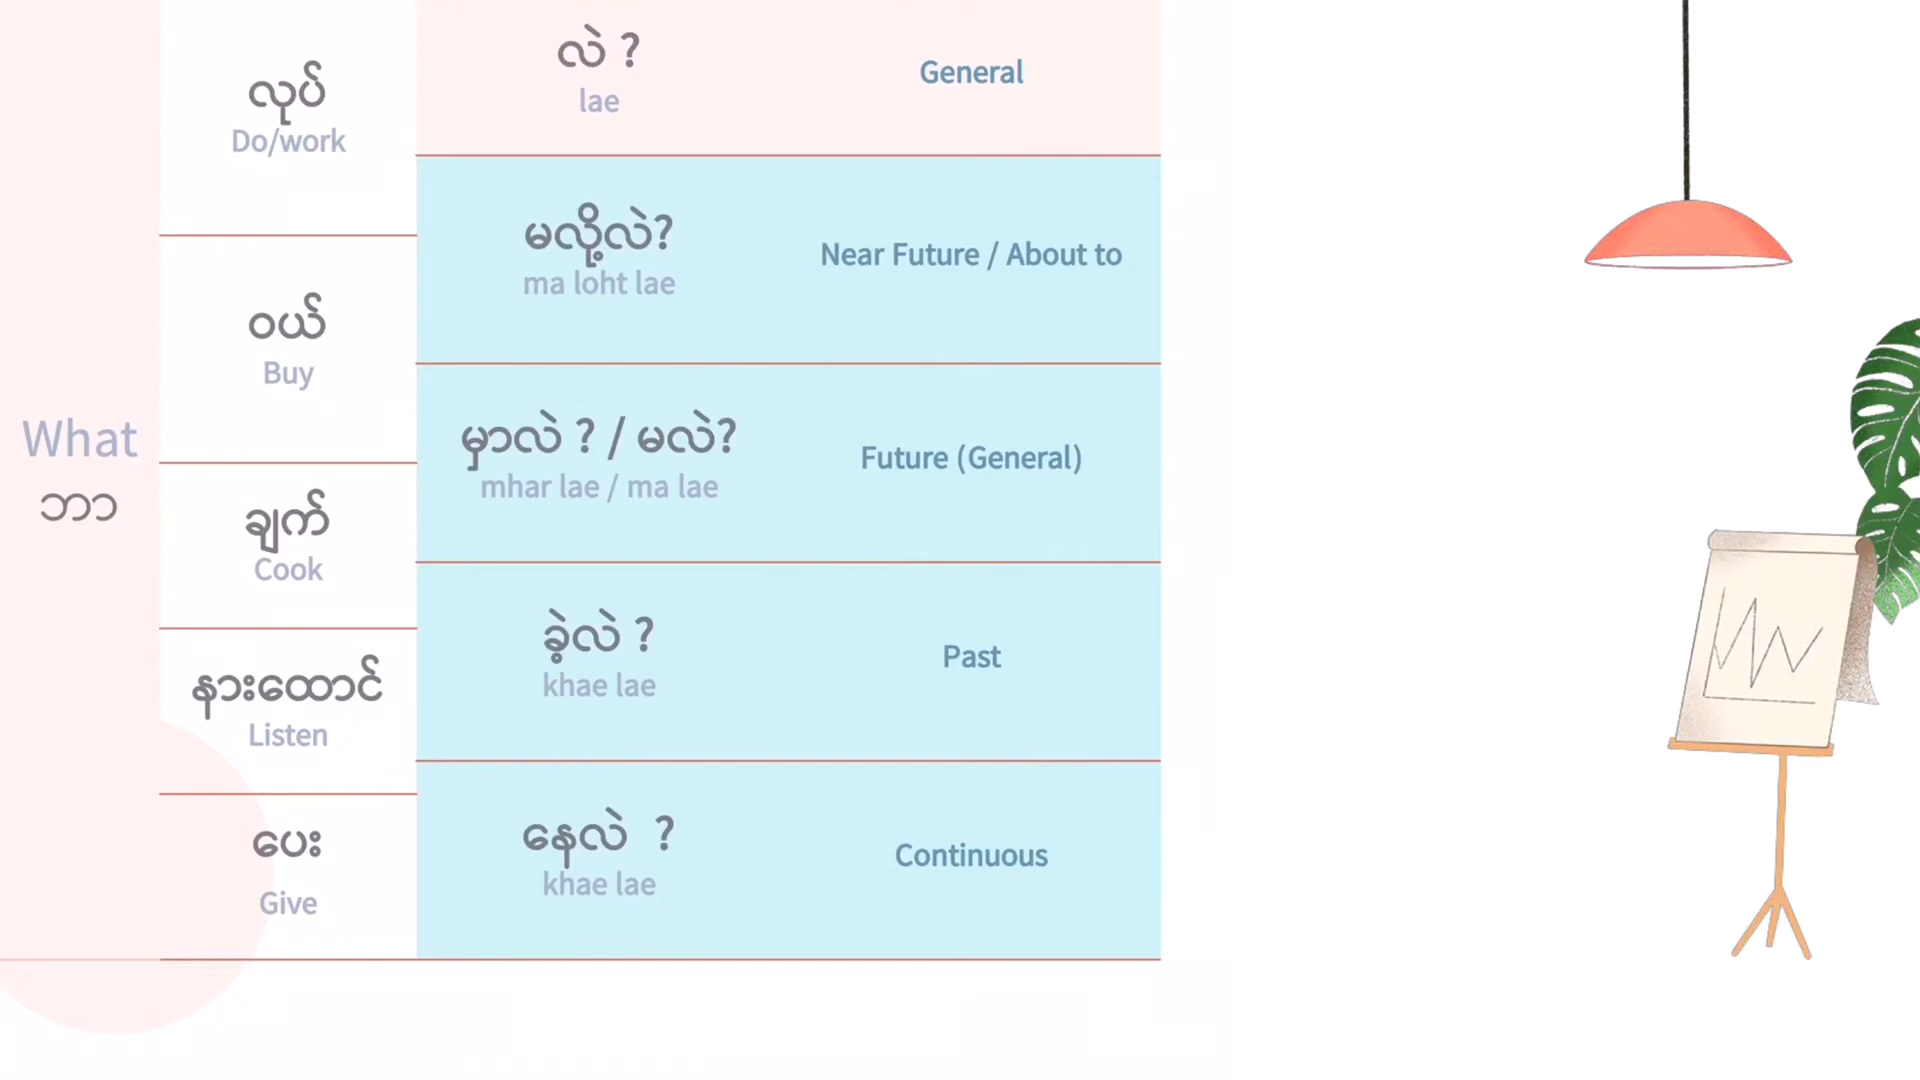 What
ဘာ
လုပ်
Do/work
ဝယ်
Buy
ချက်
Cook
နားထောင်
Listen
ပေး
Give
လဲ ?
lae
General
မလို့လဲ?
ma loht lae
Near Future / About to
မှာလဲ ? / မလဲ?
mhar lae / ma lae
Future (General)
ခဲ့လဲ ?
khae lae
Past
နေလဲ ?
khae lae
Continuous